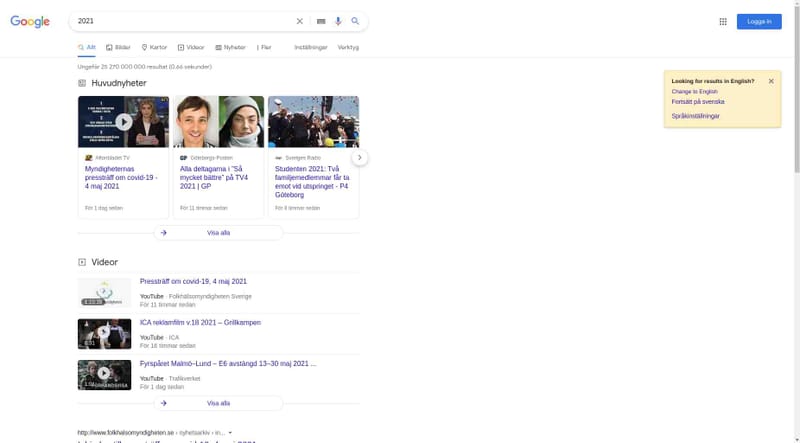 Google
2021
Logga in
Allt
Bilder
Kartor
Videor
Nyheter
Fler
Inställningar
Verktyg
Ungefär 25 270 000 000 resultat (0,66 sekunder)
Looking for results in English?
Change to English
Fortsätt på svenska
Språkinställningar
Huvudnyheter
Aftonbladet TV
Myndigheternas
pressträff om covid-19 -
4 maj 2021
För 1 dag sedan
GP Göteborgs-Posten
Alla deltagarna i "Så
mycket bättre" på TV4
2021 | GP
För 11 timmar sedan
Sveriges Radio
Studenten 2021: Två
familjemedlemmar får ta
emot vid utspringet - P4
Göteborg
För 8 timmar sedan
Visa alla
Videor
Pressträff om covid-19, 4 maj 2021
YouTube · Folkhälsomyndigheten Sverige
För 11 timmar sedan
ICA reklamfilm v.18 2021 – Grillkampen
YouTube · ICA
För 16 timmar sedan
Fyrspåret Malmö–Lund – E6 avstängd 13–30 maj 2021 ...
YouTube · Trafikverket
För 1 dag sedan
Visa alla
http://www.folkhalsomyndigheten.se › nyhetsarkiv › in...